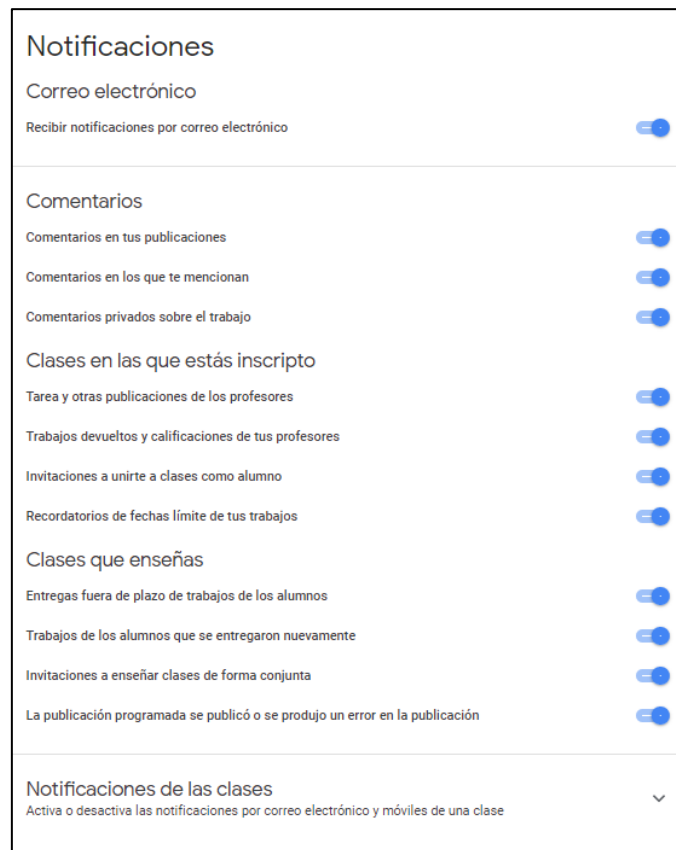 Notificaciones
Correo electrónico
Recibir notificaciones por correo electrónico
Comentarios
Comentarios en tus publicaciones
Comentarios en los que te mencionan
Comentarios privados sobre el trabajo
Clases en las que estás inscripto
Tarea y otras publicaciones de los profesores
Trabajos devueltos y calificaciones de tus profesores
Invitaciones a unirte a clases como alumno
Recordatorios de fechas límite de tus trabajos
Clases que enseñas
Entregas fuera de plazo de trabajos de los alumnos
Trabajos de los alumnos que se entregaron nuevamente
Invitaciones a enseñar clases de forma conjunta
La publicación programada se publicó o se produjo un error en la publicación
Notificaciones de las clases
Activa o desactiva las notificaciones por correo electrónico y móviles de una clase